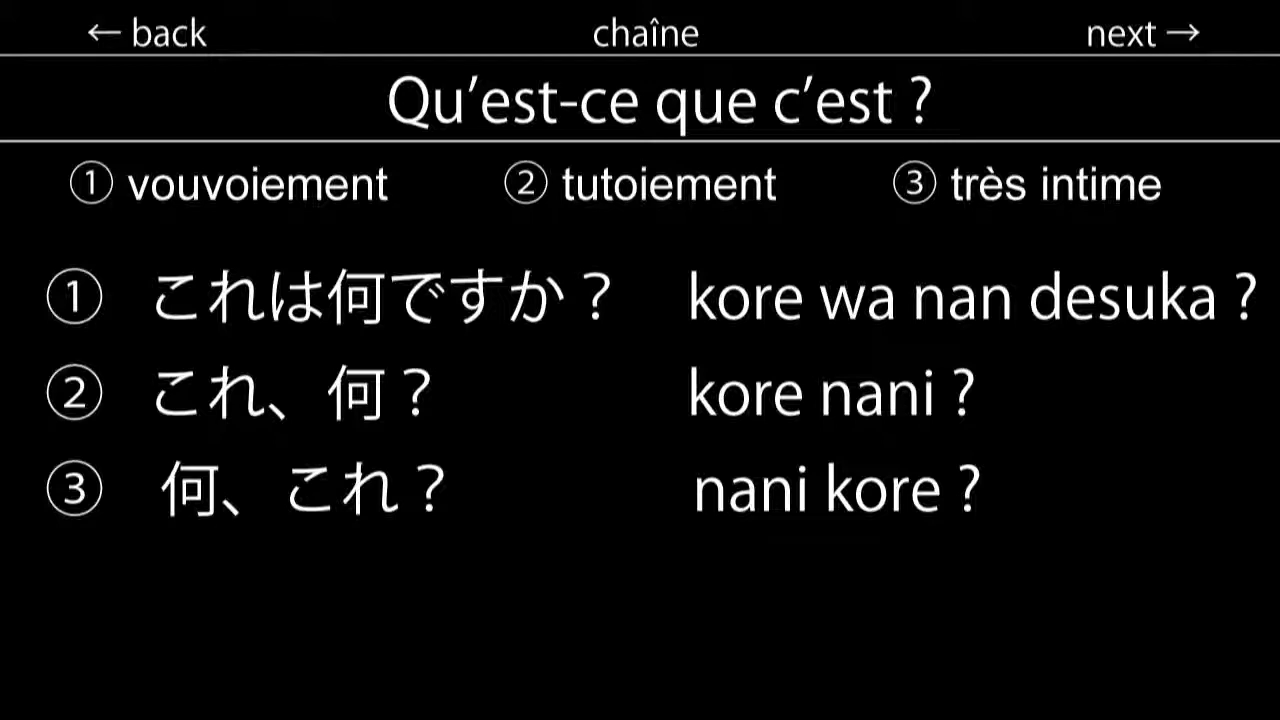 ← back chaîne next →
Qu’est-ce que c’est ?
① vouvoiement ② tutoiement ③ très intime
① これは何ですか？ kore wa nan desuka ?
② これ、何？ kore nani ?
③ 何、これ？ nani kore ?